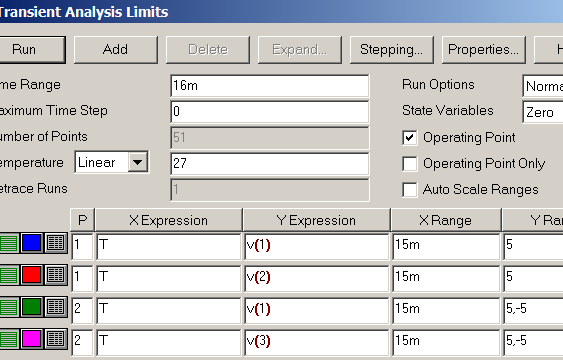 Transient Analysis Limits
Run Add Delete Expand... Stepping... Properties... H
me Range 16m Run Options Norma
aximum Time Step 0 State Variables Zero
umber of Points 51 Operating Point
emperature Linear 27 Operating Point Only
etrace Runs 1 Auto Scale Ranges
P X Expression Y Expression X Range Y Ran
1 T v(1) 15m 5
1 T v(2) 15m 5
2 T v(1) 15m 5,-5
2 T v(3) 15m 5,-5